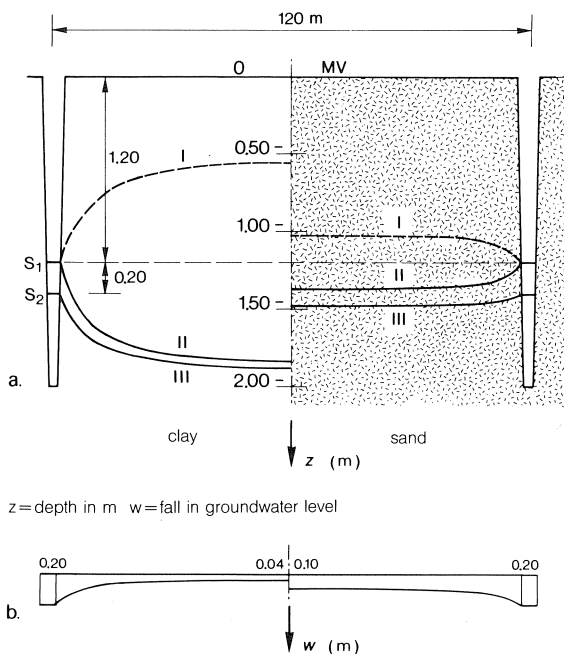 120 m
O MV
0,50
1,20
I
1,00
I
S1
II
0,20
S2
1,50
III
II
III
a.
2,00
clay sand
z (m)
z=depth in m w=fall in groundwater level
0,20 0,04 0,10 0,20
b.
w (m)